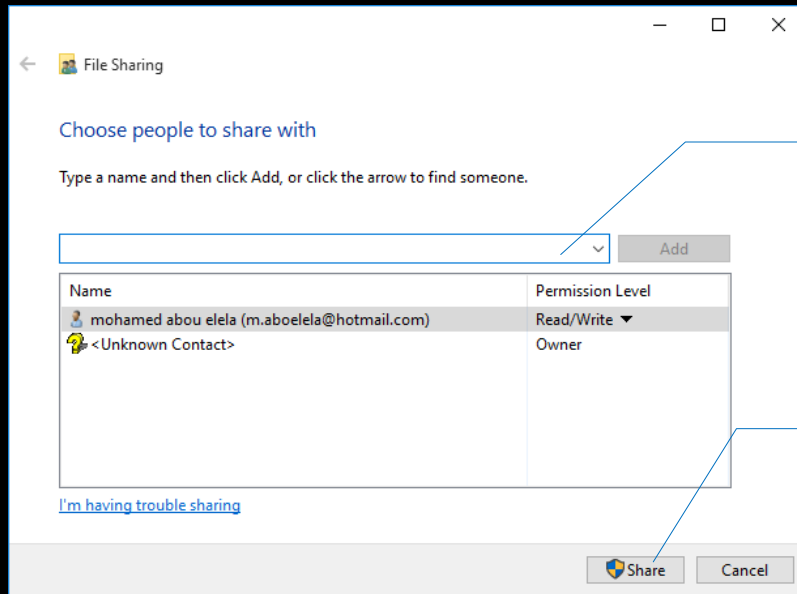 File Sharing
Choose people to share with
Type a name and then click Add, or click the arrow to find someone.
Add
Name Permission Level
mohamed abou elela (m.aboelela@hotmail.com) Read/Write
<Unknown Contact> Owner
I'm having trouble sharing
Share Cancel